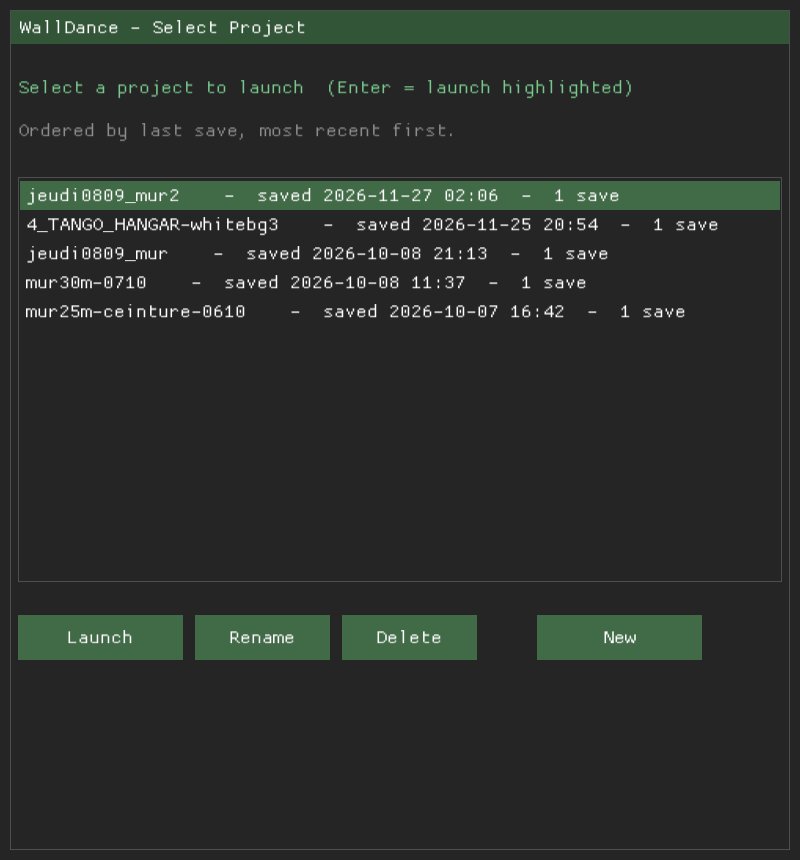 WallDance - Select Project
Select a project to launch  (Enter = launch highlighted)
Ordered by last save, most recent first.
jeudi0809_mur2    -  saved 2026-11-27 02:06  -  1 save
4_TANGO_HANGAR-whitebg3    -  saved 2026-11-25 20:54  -  1 save
jeudi0809_mur    -  saved 2026-10-08 21:13  -  1 save
mur30m-0710    -  saved 2026-10-08 11:37  -  1 save
mur25m-ceinture-0610    -  saved 2026-10-07 16:42  -  1 save
Launch  Rename  Delete  New